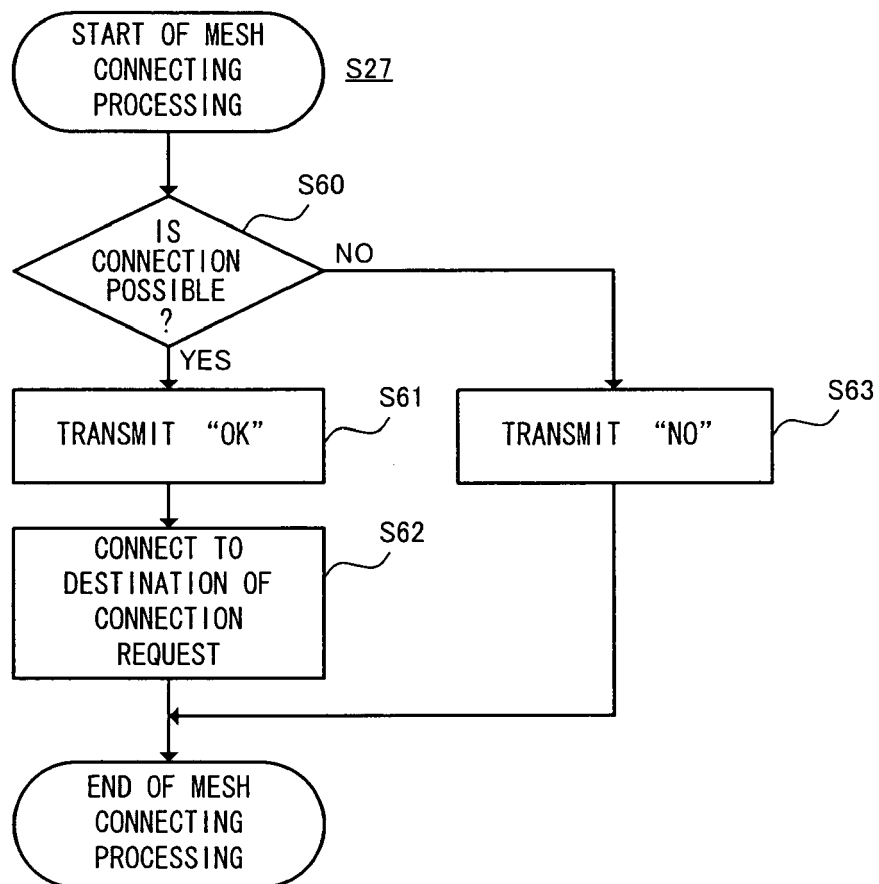 START OF MESH
CONNECTING
PROCESSING
S27
S60
IS
CONNECTION
POSSIBLE
?
NO
YES
S61
TRANSMIT “OK”
S63
TRANSMIT “NO”
S62
CONNECT TO
DESTINATION OF
CONNECTION
REQUEST
END OF MESH
CONNECTING
PROCESSING